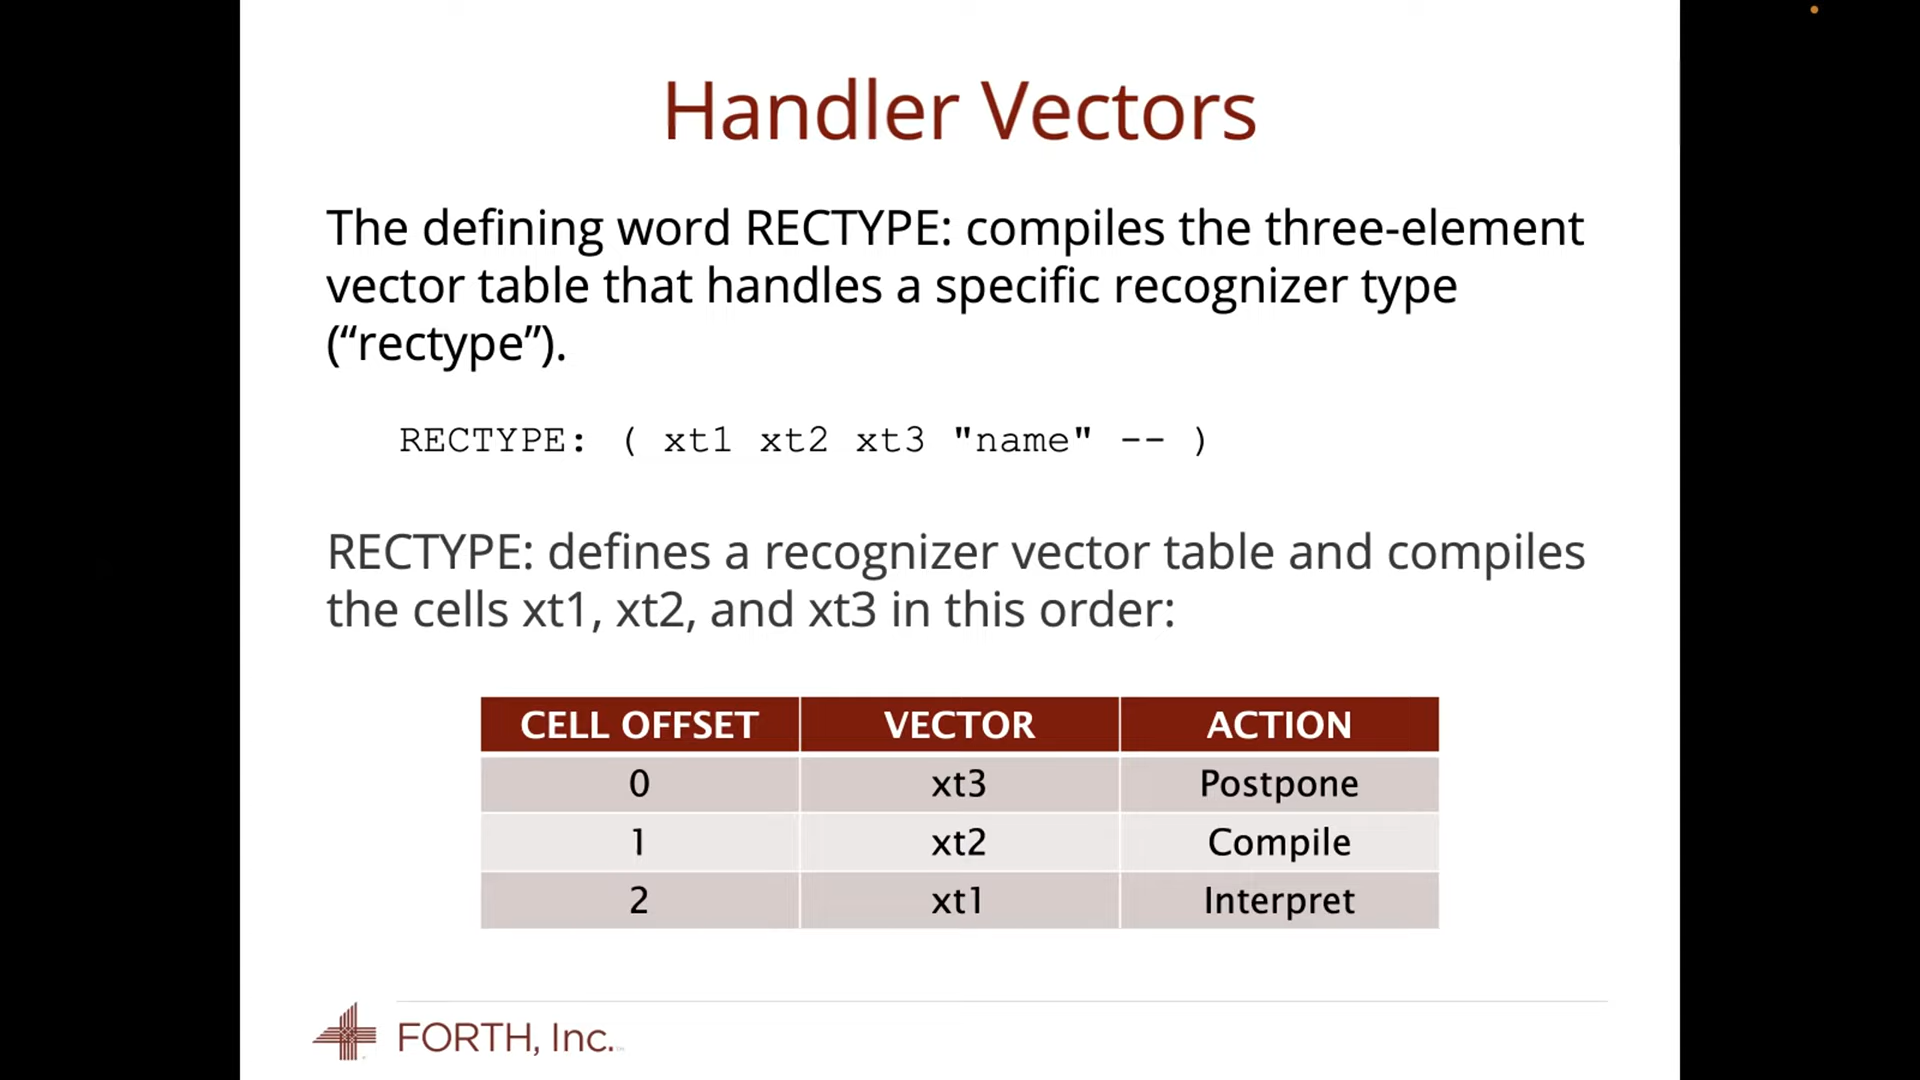 Handler Vectors
The defining word RECTYPE: compiles the three-element
vector table that handles a specific recognizer type
(“rectype”).
RECTYPE: ( xt1 xt2 xt3 "name" -- )
RECTYPE: defines a recognizer vector table and compiles
the cells xt1, xt2, and xt3 in this order:
CELL OFFSET VECTOR ACTION
0 xt3 Postpone
1 xt2 Compile
2 xt1 Interpret
FORTH, Inc.